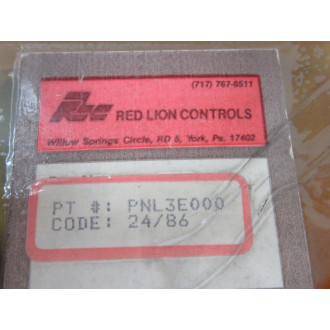 (717) 767-6511
RLC RED LION CONTROLS
Willow Springs Circle, RD 5, York, Pa. 17402
PT #: PNL3E000
CODE: 24/86